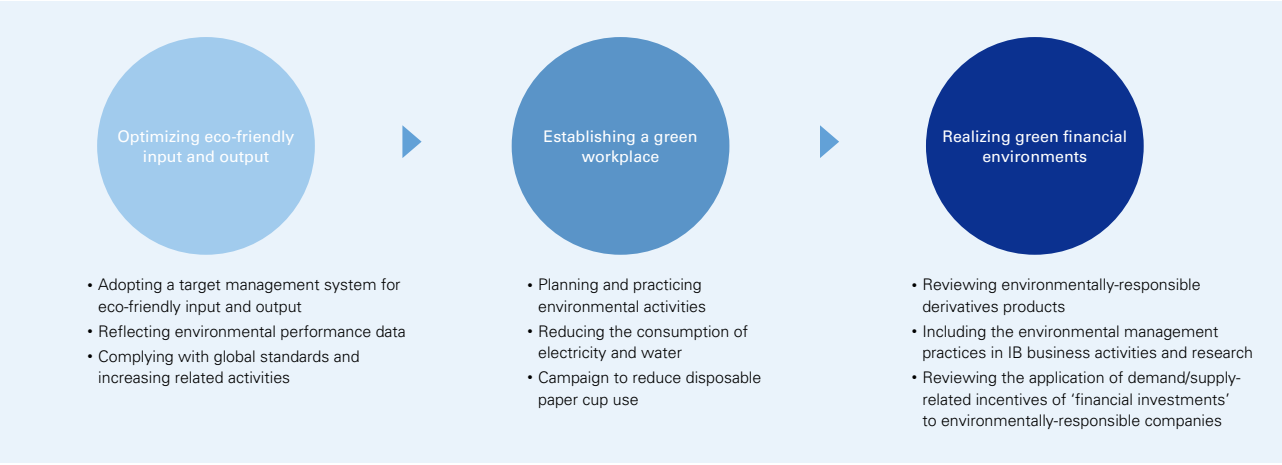 Optimizing eco-friendly
input and output
Establishing a green
workplace
Realizing green financial
environments
• Adopting a target management system for
eco-friendly input and output
• Reflecting environmental performance data
• Complying with global standards and
increasing related activities
• Planning and practicing
environmental activities
• Reducing the consumption of
electricity and water
• Campaign to reduce disposable
paper cup use
• Reviewing environmentally-responsible
derivatives products
• Including the environmental management
practices in IB business activities and research
• Reviewing the application of demand/supply-
related incentives of ‘financial investments’
to environmentally-responsible companies